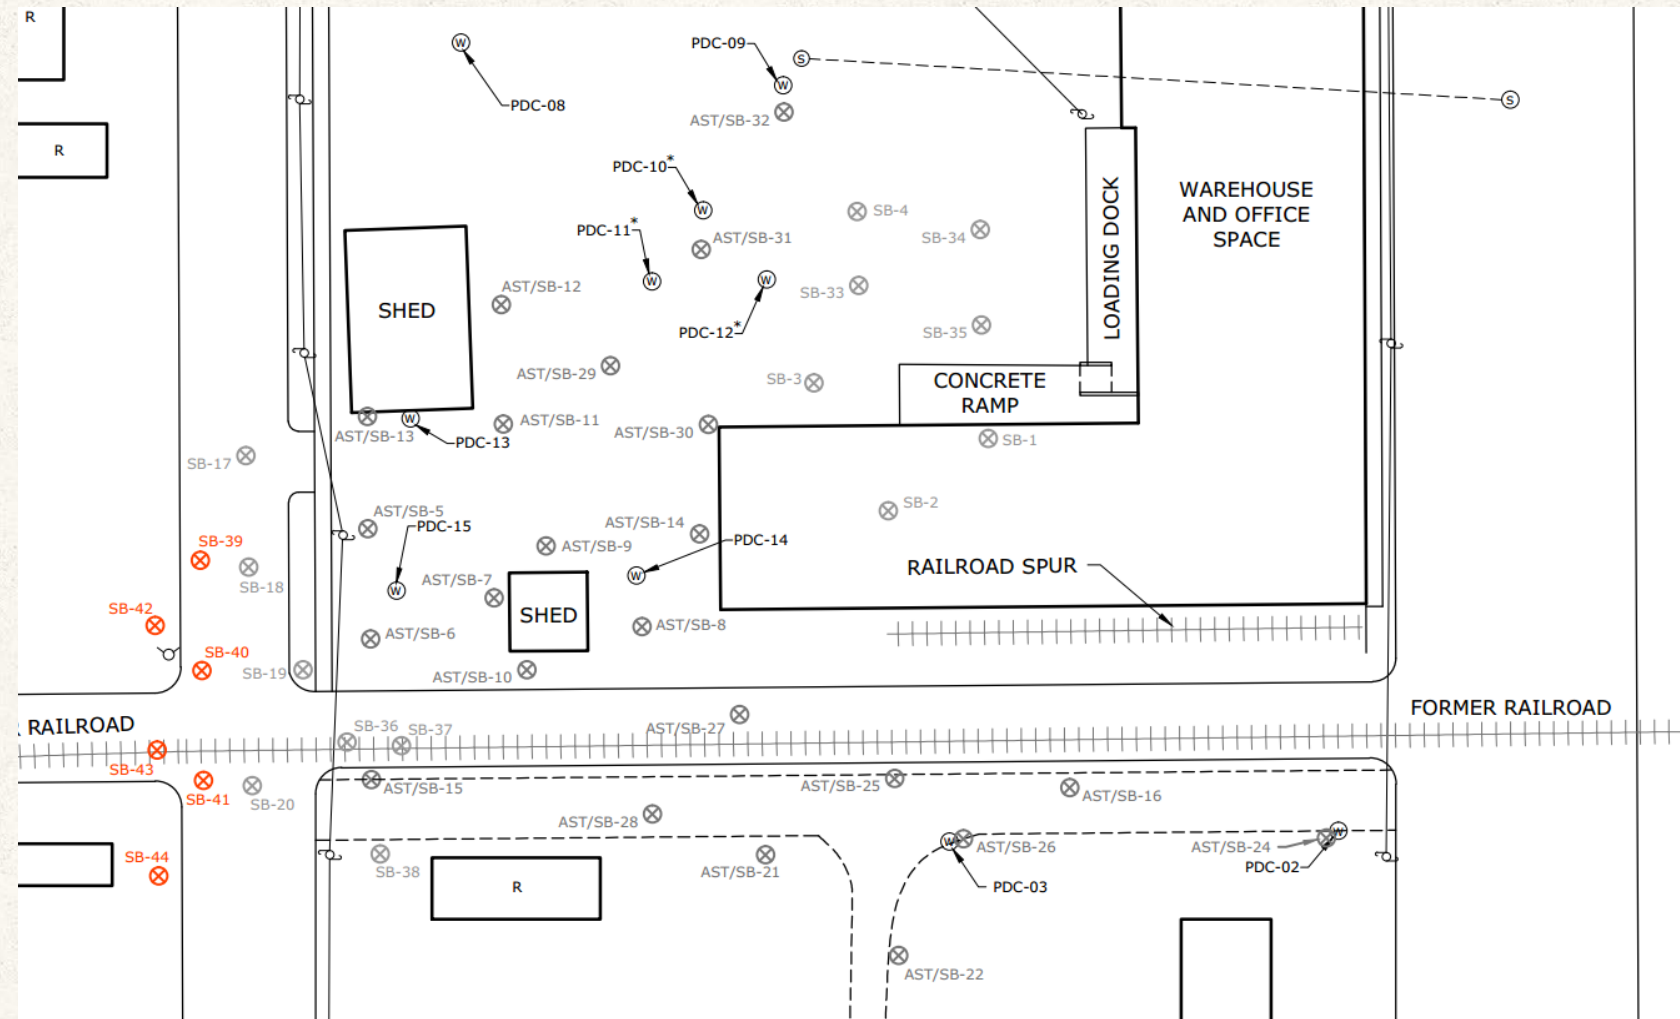 R
W
PDC-09
S
W
PDC-08
AST/SB-32
S
R
PDC-10*
W
SB-4
WAREHOUSE
AND OFFICE
SPACE
LOADING DOCK
PDC-11*
AST/SB-31
SB-34
W
W
AST/SB-12
SB-33
SHED
PDC-12*
SB-35
AST/SB-29
SB-3
CONCRETE
RAMP
W
AST/SB-13
PDC-13
AST/SB-11
AST/SB-30
SB-1
SB-17
SB-2
AST/SB-5
PDC-15
AST/SB-14
PDC-14
SB-39
AST/SB-9
RAILROAD SPUR
W
AST/SB-7
W
SB-18
SB-42
SHED
AST/SB-8
AST/SB-6
SB-40
SB-19
AST/SB-10
FORMER RAILROAD
RAILROAD
SB-36
SB-37
AST/SB-27
SB-43
SB-41
SB-20
AST/SB-15
AST/SB-25
AST/SB-16
AST/SB-28
W
W
AST/SB-26
AST/SB-24
PDC-02
SB-44
SB-38
R
AST/SB-21
PDC-03
AST/SB-22